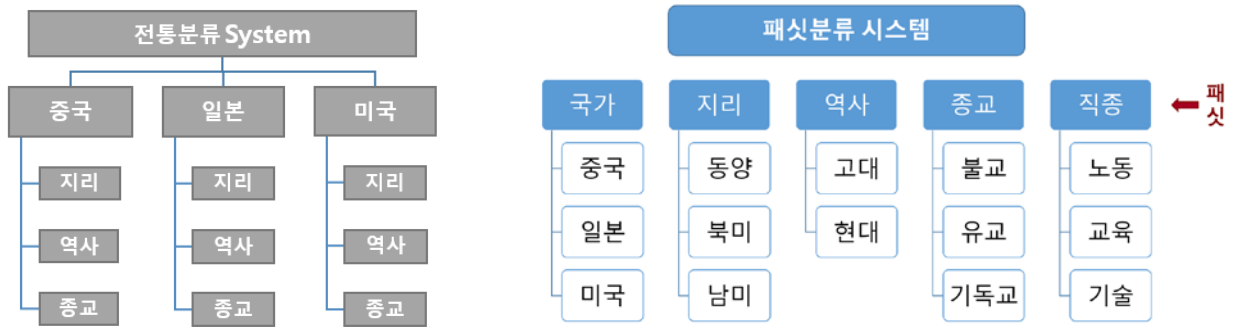 전통분류 System
중국 일본 미국
지리 지리 지리
역사 역사 역사
종교 종교 종교
패싯분류 시스템
국가 지리 역사 종교 직종
패싯
중국 동양 고대 불교 노동
일본 북미 현대 유교 교육
미국 남미 기독교 기술